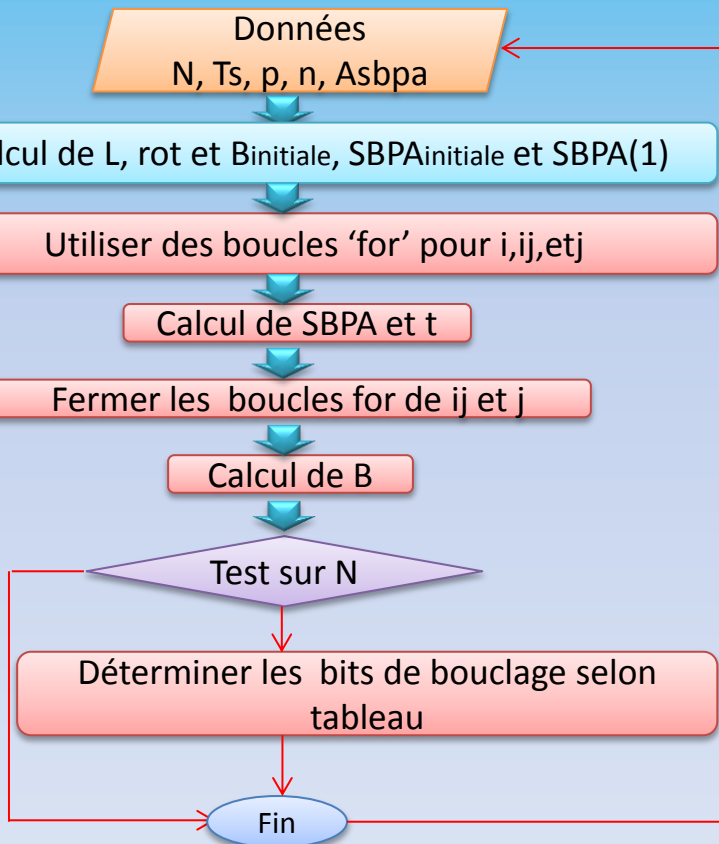 Données
N, Ts, p, n, Asbpa
lcul de L, rot et Binitiale, SBPAinitiale et SBPA(1)
Utiliser des boucles ‘for’ pour i,ij,etj
Calcul de SBPA et t
Fermer les boucles for de ij et j
Calcul de B
Test sur N
Déterminer les bits de bouclage selon
tableau
Fin